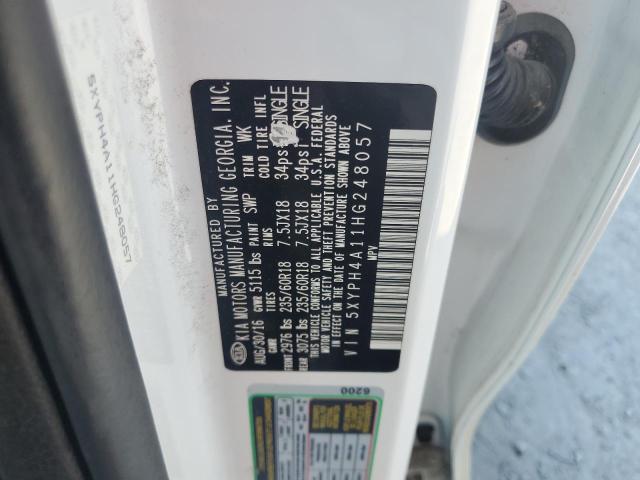 MANUFACTURED BY
KIA MOTORS MANUFACTURING GEORGIA, INC.
AUG/30/16 GVWR 5115 lbs PAINT SWP TRIM WK
GAWR TIRES RIMS COLD TIRE INFL
FRONT 2976 lbs 235/60R18 7.5JX18 34psi SINGLE
REAR 3075 lbs 235/60R18 7.5JX18 34psi SINGLE
THIS VEHICLE CONFORMS TO ALL APPLICABLE U.S.A. FEDERAL
MOTOR VEHICLE SAFETY AND THEFT PREVENTION STANDARDS
IN EFFECT ON THE DATE OF MANUFACTURE SHOWN ABOVE
VIN 5XYPH4A11HG248057
MPV
KIA
5XYPH4A11HG248057
6200